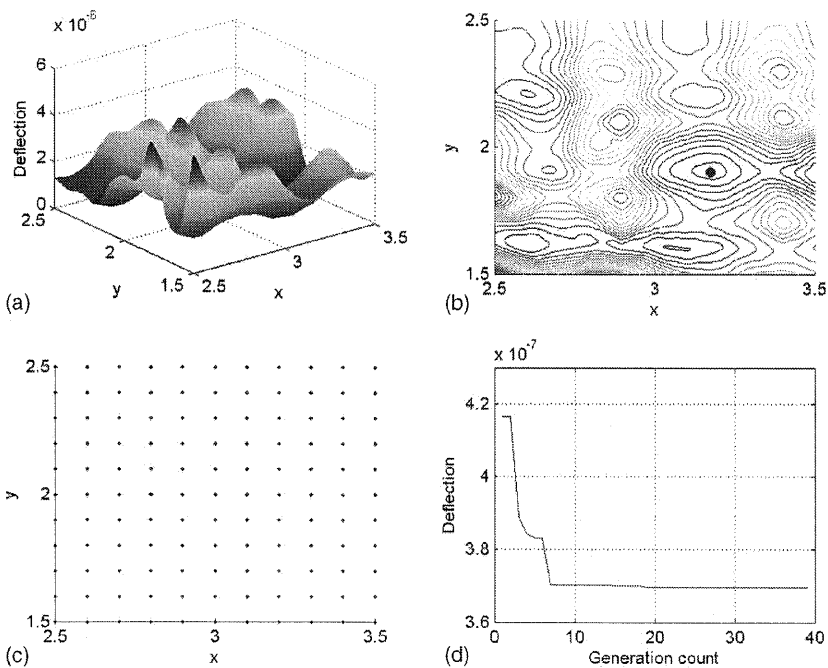 x 10^-6
6
4
2
0
Deflection
2.5
2
1.5
y
2.5
3
3.5
x
(a)
2.5
2
1.5
y
2.5
3
3.5
x
(b)
2.5
2
1.5
y
2.5
3
3.5
x
(c)
x 10^-7
4.2
4
3.8
3.6
Deflection
0
10
20
30
40
Generation count
(d)